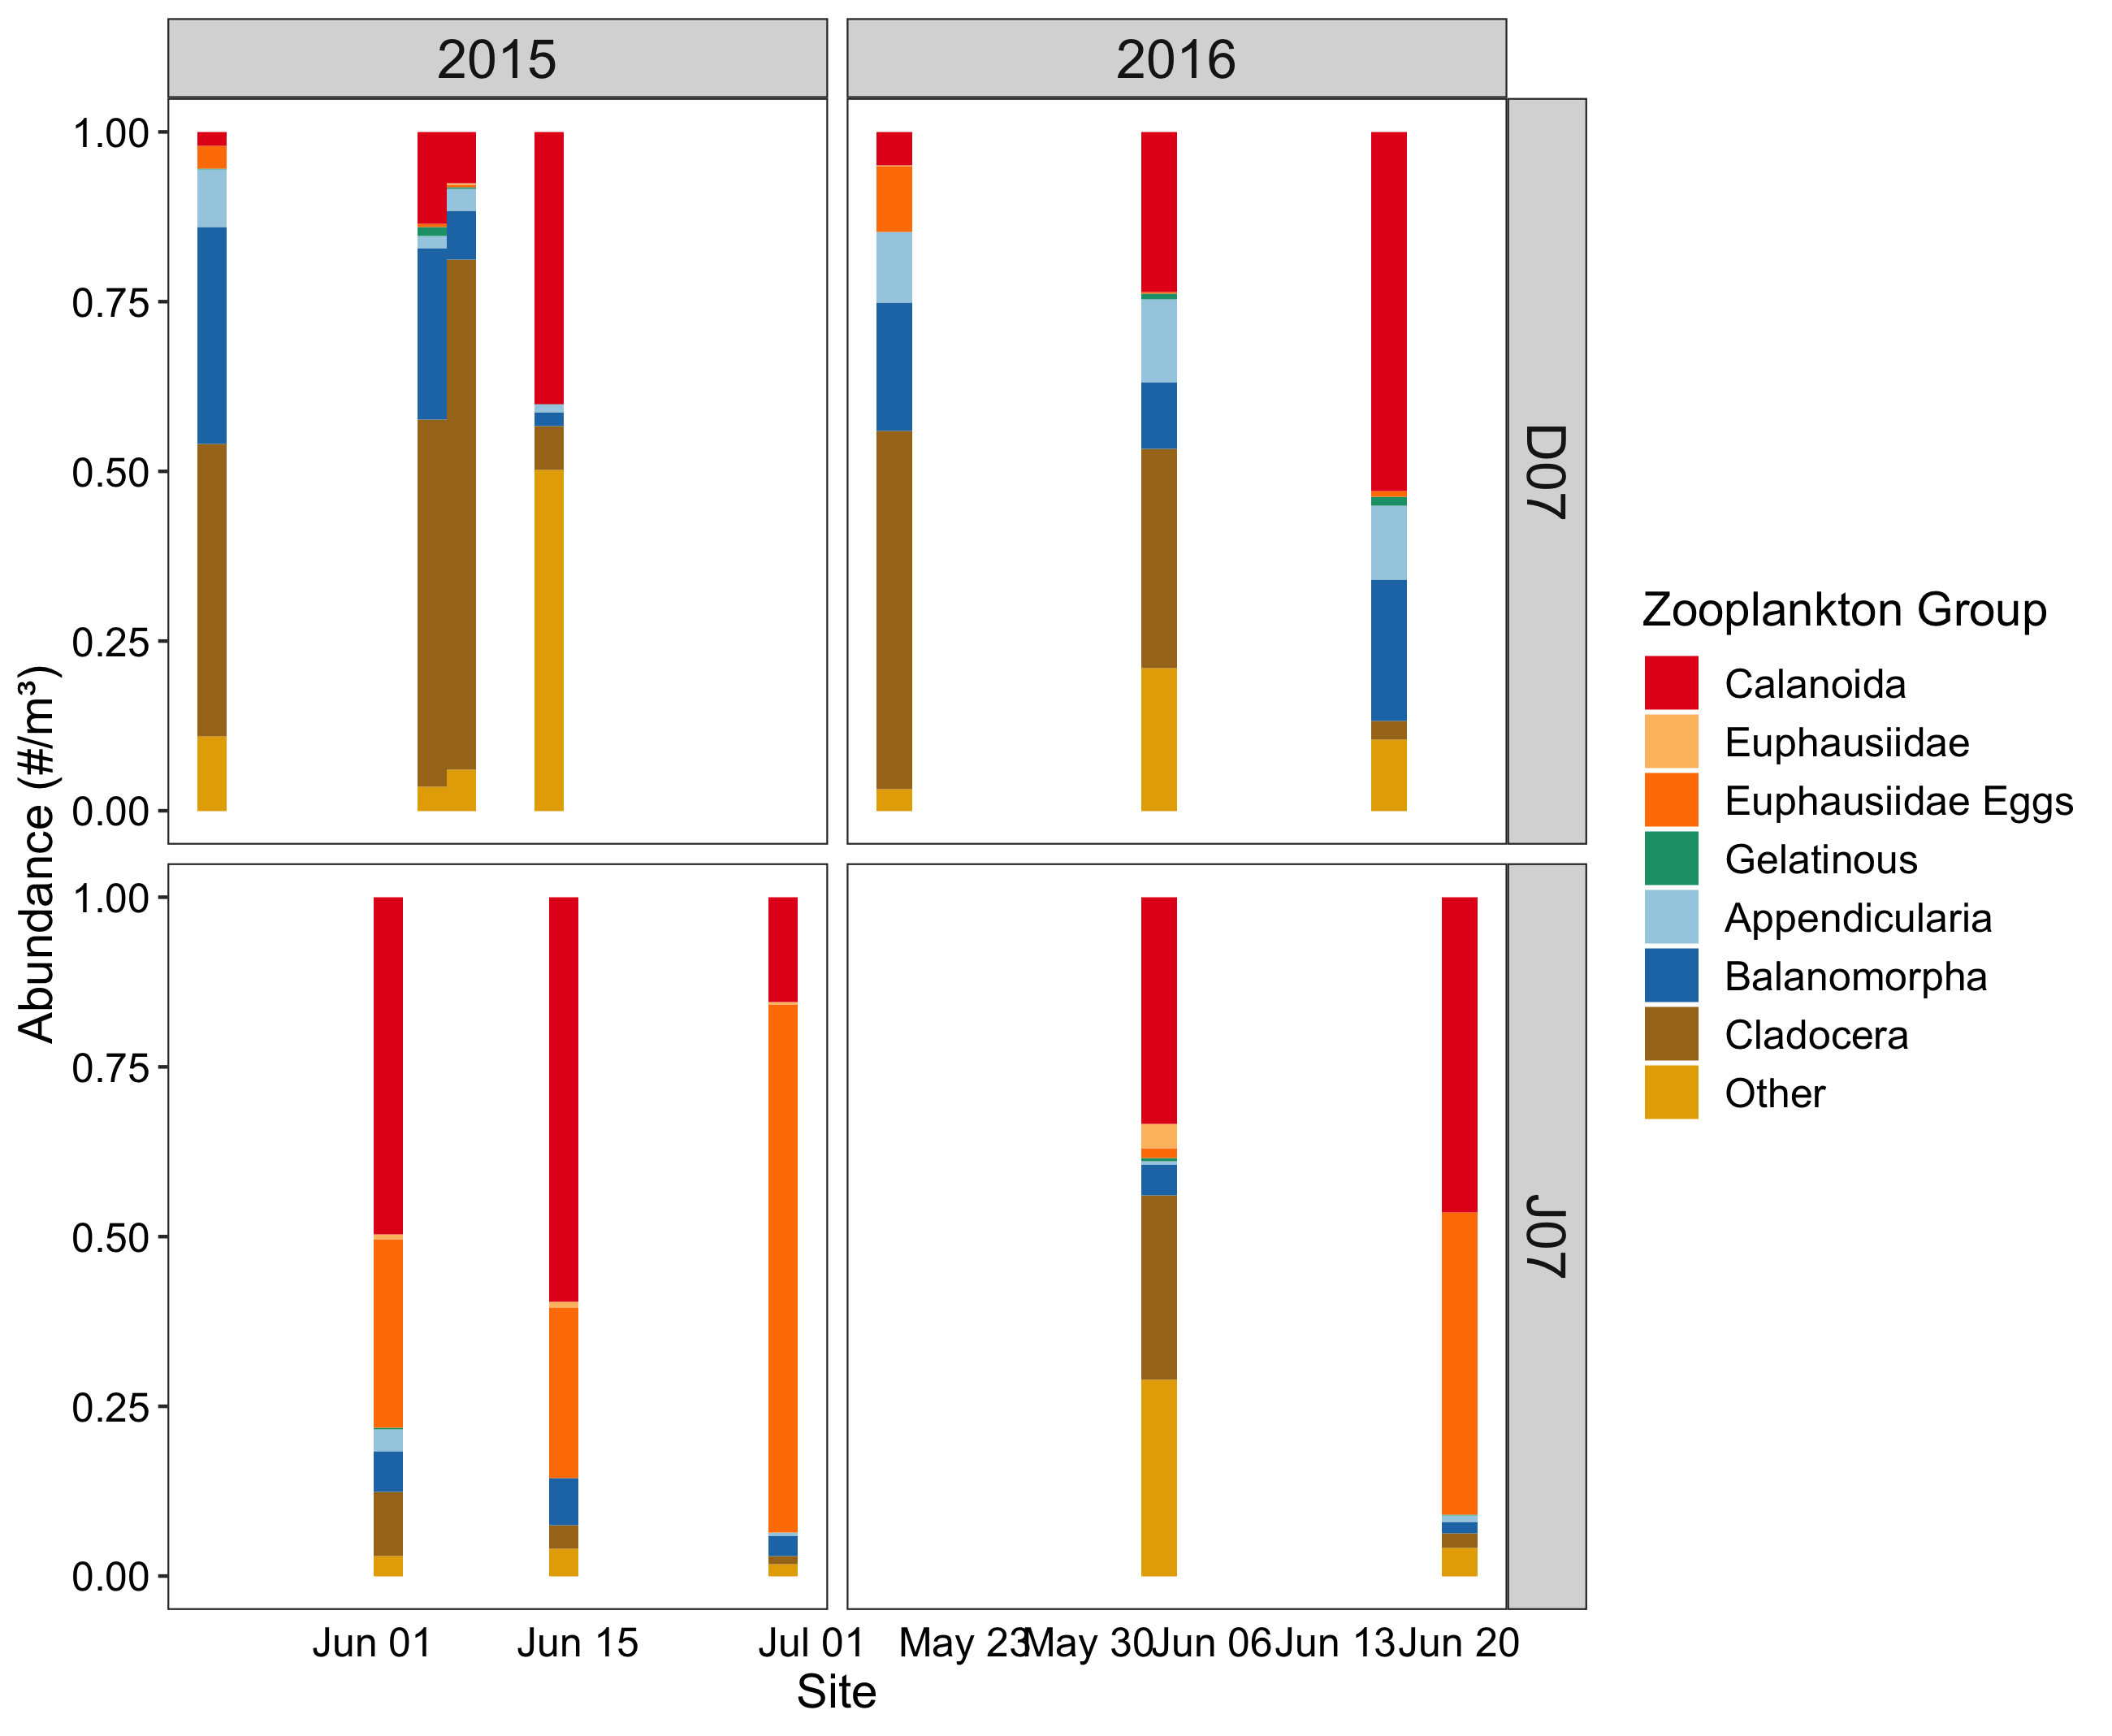 2015
2016
1.00
0.75
0.50
0.25
0.00
D07
1.00
0.75
0.50
0.25
0.00
J07
Abundance (#/m³)
Jun 01
Jun 15
Jul 01
May 23
May 30
Jun 06
Jun 13
Jun 20
Site
Zooplankton Group
Calanoida
Euphausiidae
Euphausiidae Eggs
Gelatinous
Appendicularia
Balanomorpha
Cladocera
Other